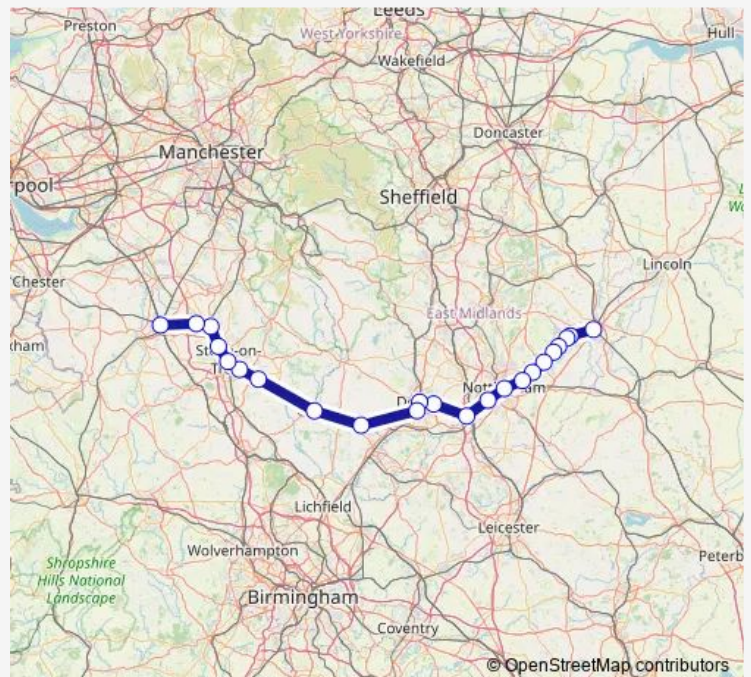 Leeds
Preston
West Yorkshire
Hull
Wakefield
Doncaster
Manchester
rpool
Sheffield
Lincoln
Chester
East Midlands
Lichfield
Leicester
Wolverhampton
Peterb
Shropshire
Hills National
Landscape
Birmingham
Coventry
© OpenStreetMap contributors